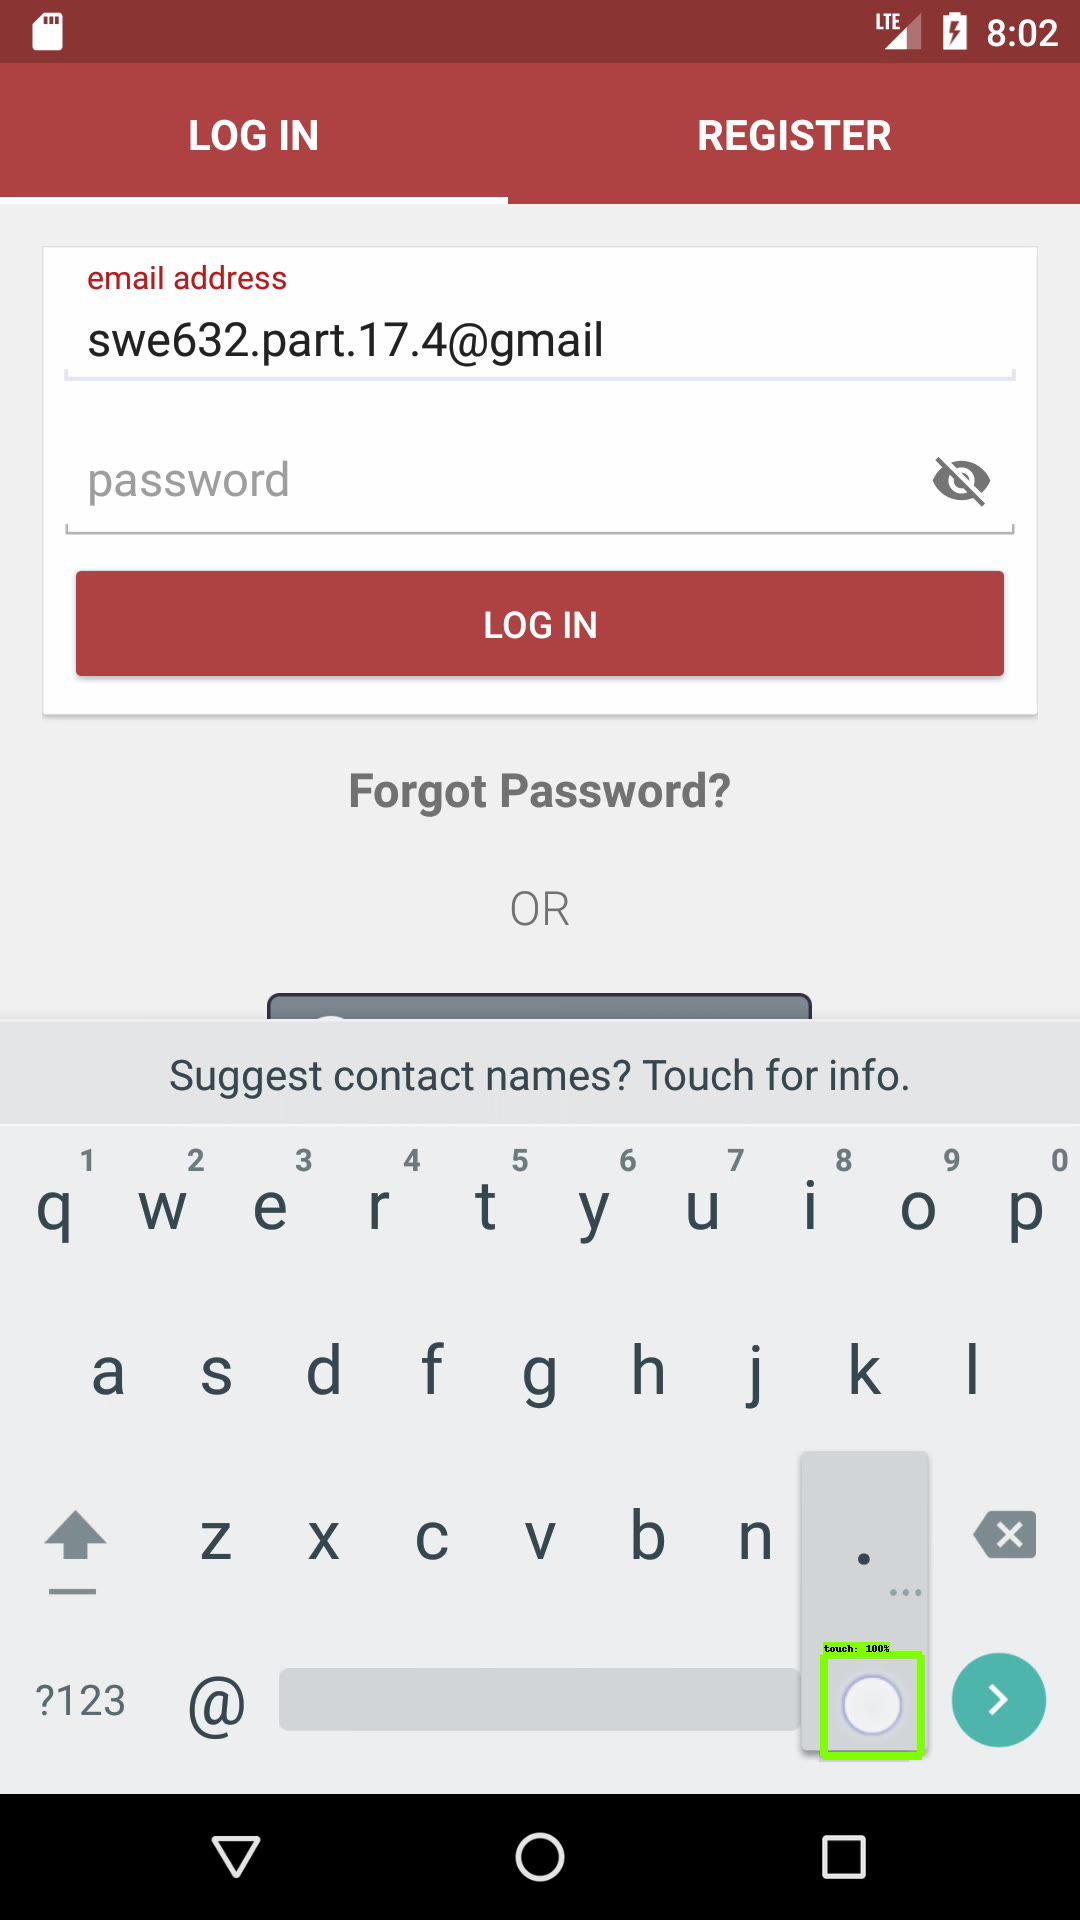 LTE 8:02
LOG IN REGISTER
email address
swe632.part.17.4@gmail
password
LOG IN
Forgot Password?
OR
Suggest contact names? Touch for info.
1 2 3 4 5 6 7 8 9 0
q w e r t y u i o p
a s d f g h j k l
z x c v b n . ...
touch: 100%
?123 @